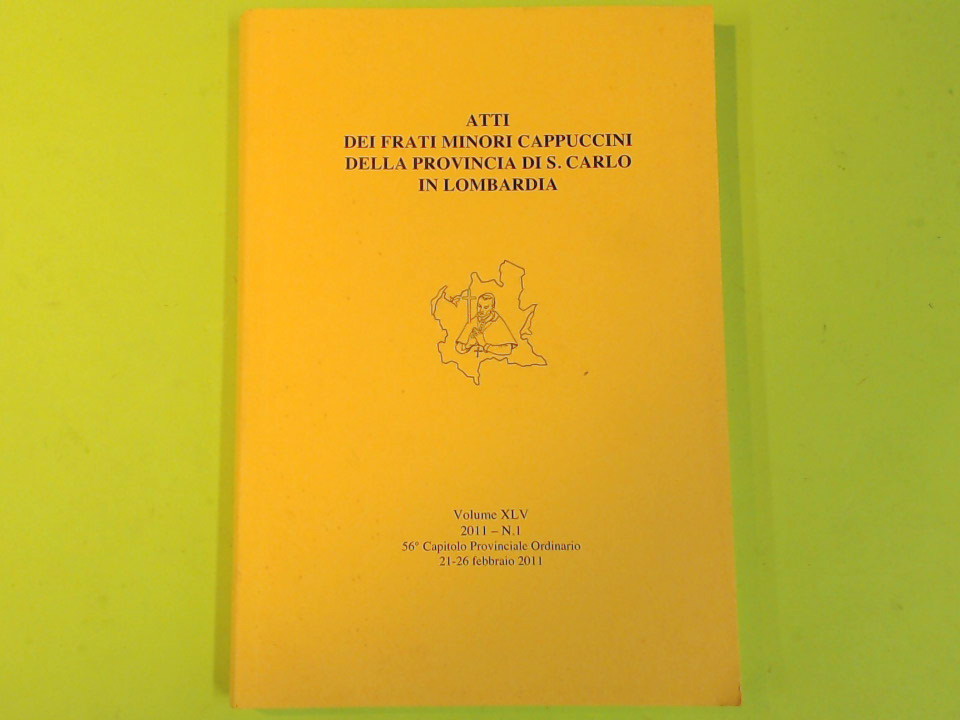 ATTI
DEI FRATI MINORI CAPPUCCINI
DELLA PROVINCIA DI S. CARLO
IN LOMBARDIA
Volume XLV
2011 – N.1
56° Capitolo Provinciale Ordinario
21-26 febbraio 2011